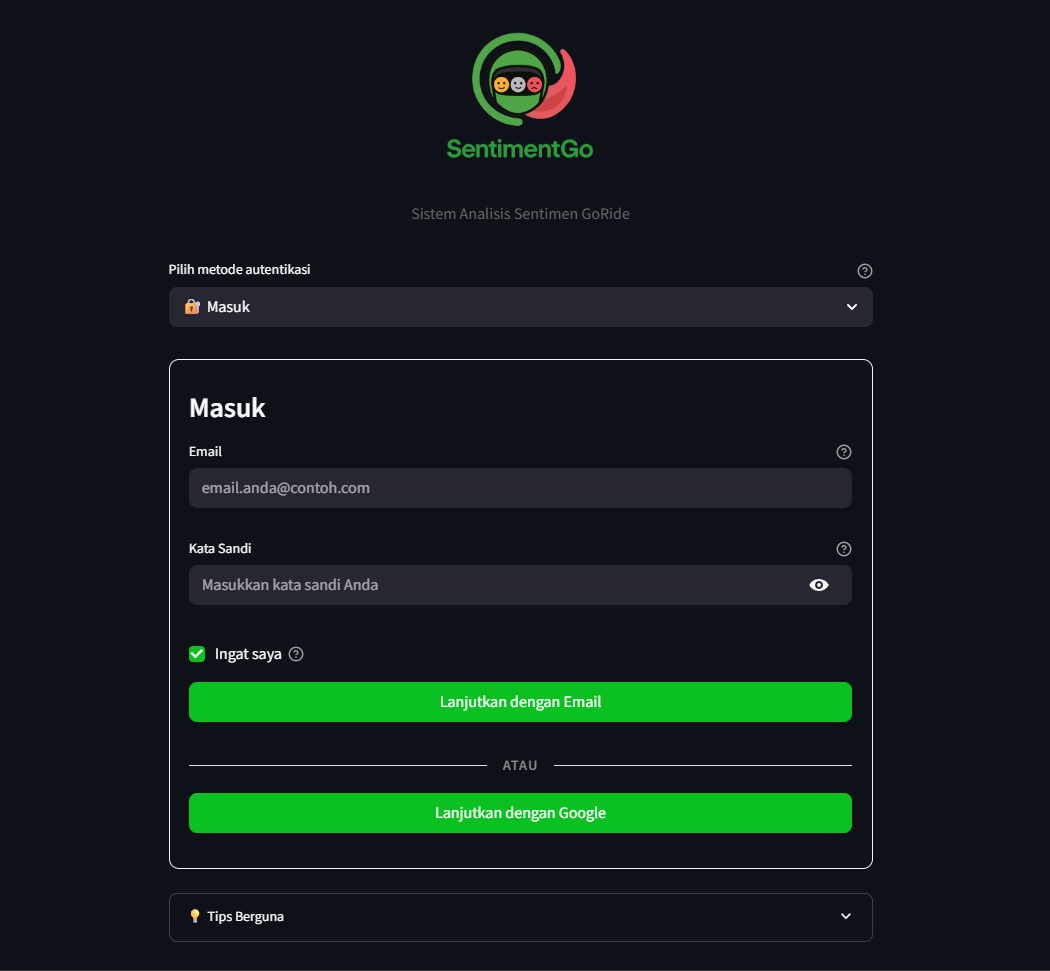 SentimentGo
Sistem Analisis Sentimen GoRide
Pilih metode autentikasi
Masuk
Masuk
Email
email.anda@contoh.com
Kata Sandi
Masukkan kata sandi Anda
Ingat saya
Lanjutkan dengan Email
ATAU
Lanjutkan dengan Google
Tips Berguna